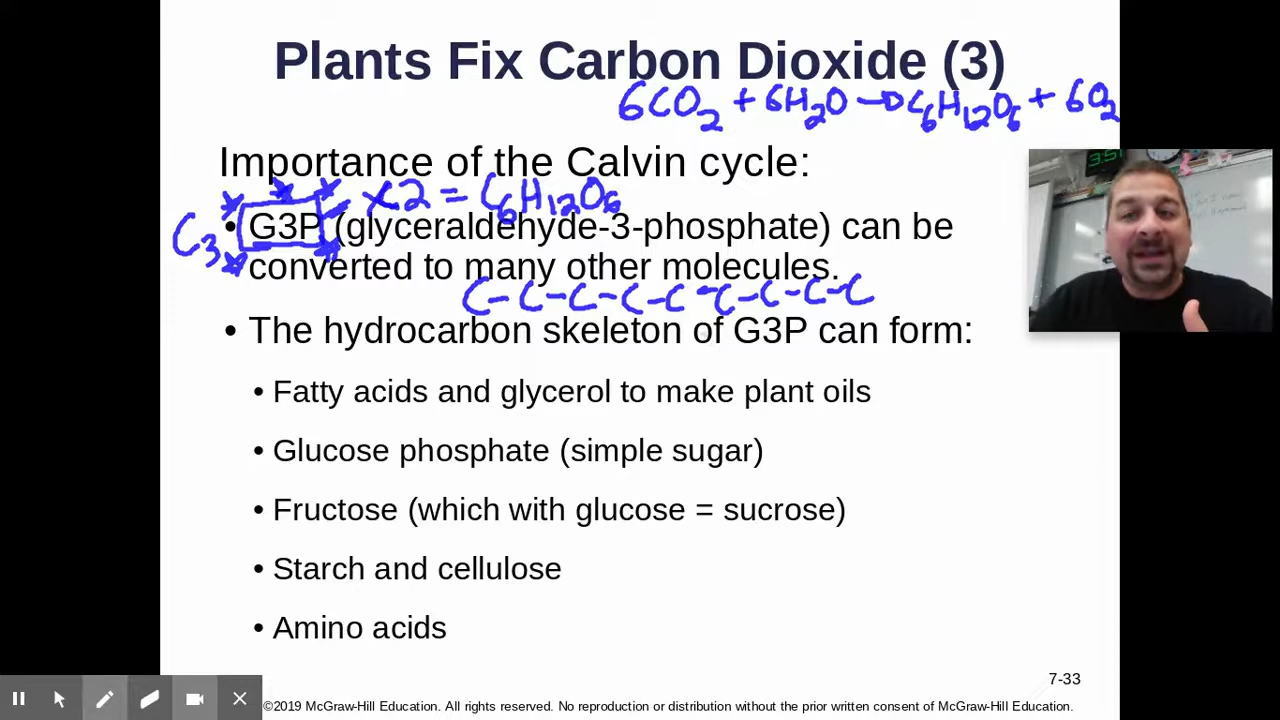 Plants Fix Carbon Dioxide (3)
6CO₂ + 6H₂O → C₆H₁₂O₆ + 6O₂
3:51
Importance of the Calvin cycle:
x2 = C₆H₁₂O₆
C₃
• G3P (glyceraldehyde-3-phosphate) can be
converted to many other molecules.
C-C-C-C-C-C-C-C-C
• The hydrocarbon skeleton of G3P can form:
• Fatty acids and glycerol to make plant oils
• Glucose phosphate (simple sugar)
• Fructose (which with glucose = sucrose)
• Starch and cellulose
• Amino acids
7-33
©2019 McGraw-Hill Education. All rights reserved. No reproduction or distribution without the prior written consent of McGraw-Hill Education.